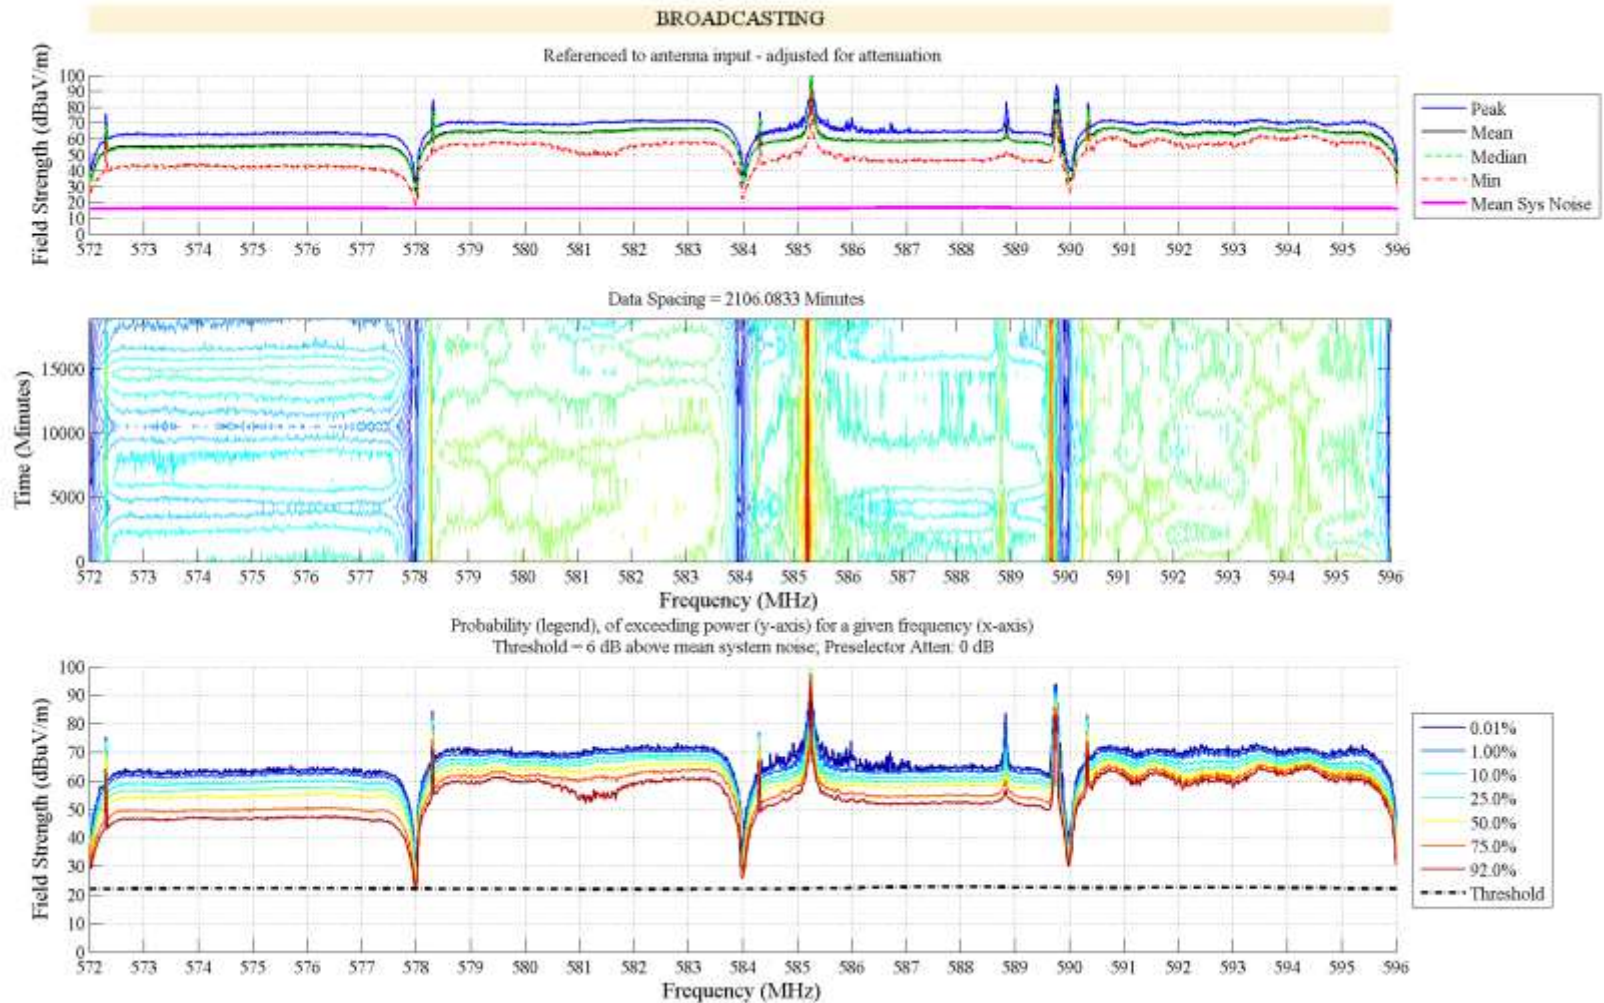 BROADCASTING
Referenced to antenna input - adjusted for attenuation
Field Strength (dBuV/m)
100
90
80
70
60
50
40
30
20
10
0
572 573 574 575 576 577 578 579 580 581 582 583 584 585 586 587 588 589 590 591 592 593 594 595 596
Peak
Mean
Median
Min
Mean Sys Noise
Data Spacing = 2106.0833 Minutes
Time (Minutes)
15000
10000
5000
0
572 573 574 575 576 577 578 579 580 581 582 583 584 585 586 587 588 589 590 591 592 593 594 595 596
Frequency (MHz)
Probability (legend), of exceeding power (y-axis) for a given frequency (x-axis)
Threshold = 6 dB above mean system noise; Preselector Atten: 0 dB
Field Strength (dBuV/m)
100
90
80
70
60
50
40
30
20
10
0
572 573 574 575 576 577 578 579 580 581 582 583 584 585 586 587 588 589 590 591 592 593 594 595 596
Frequency (MHz)
0.01%
1.00%
10.0%
25.0%
50.0%
75.0%
92.0%
Threshold